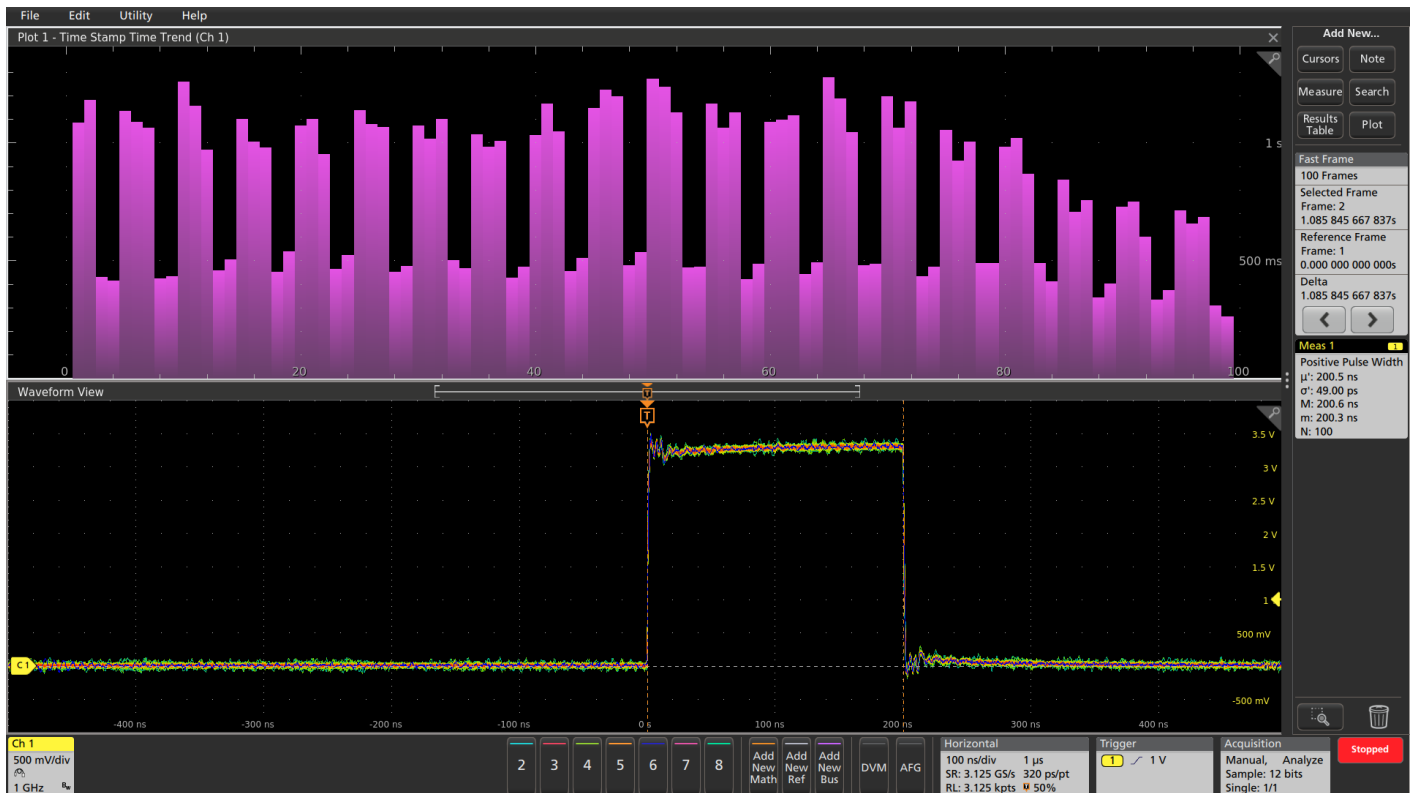 File Edit Utility Help
Plot 1 - Time Stamp Time Trend (Ch 1)
1 s
500 ms
0 20 40 60 80 100
Waveform View
T
T
3.5 V
3 V
2.5 V
2 V
1.5 V
1
500 mV
C 1
-500 mV
-400 ns -300 ns -200 ns -100 ns 0 s 100 ns 200 ns 300 ns 400 ns
Add New...
Cursors Note
Measure Search
Results Table Plot
Fast Frame
100 Frames
Selected Frame
Frame: 2
1.085 845 667 837s
Reference Frame
Frame: 1
0.000 000 000 000s
Delta
1.085 845 667 837s
Meas 1 1
Positive Pulse Width
µ': 200.5 ns
σ': 49.00 ps
M: 200.6 ns
m: 200.3 ns
N: 100
Ch 1
500 mV/div
1 GHz
2 3 4 5 6 7 8
Add New Math
Add New Ref
Add New Bus
DVM AFG
Horizontal
100 ns/div 1 µs
SR: 3.125 GS/s 320 ps/pt
RL: 3.125 kpts 50%
Trigger
1 1 V
Acquisition
Manual, Analyze
Sample: 12 bits
Single: 1/1
Stopped